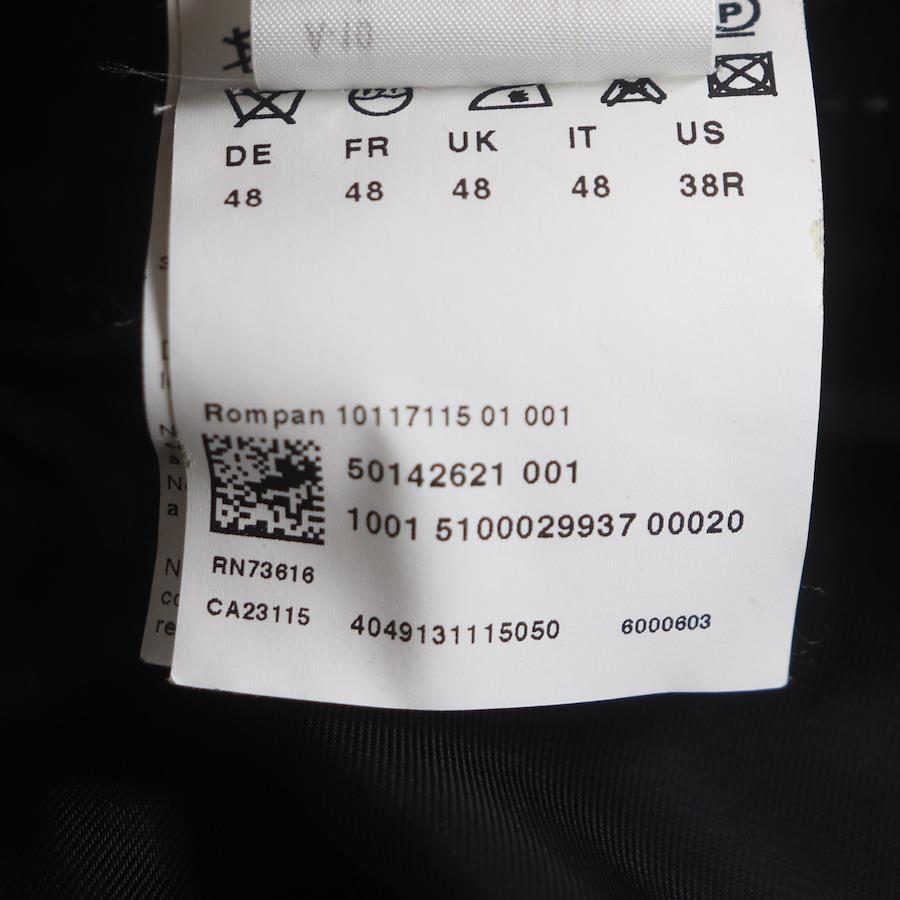 P
DE FR UK IT US
48 48 48 48 38R
Rompan 10117115 01 001
50142621 001
1001 5100029937 00020
RN73616
CA23115 4049131115050 6000603